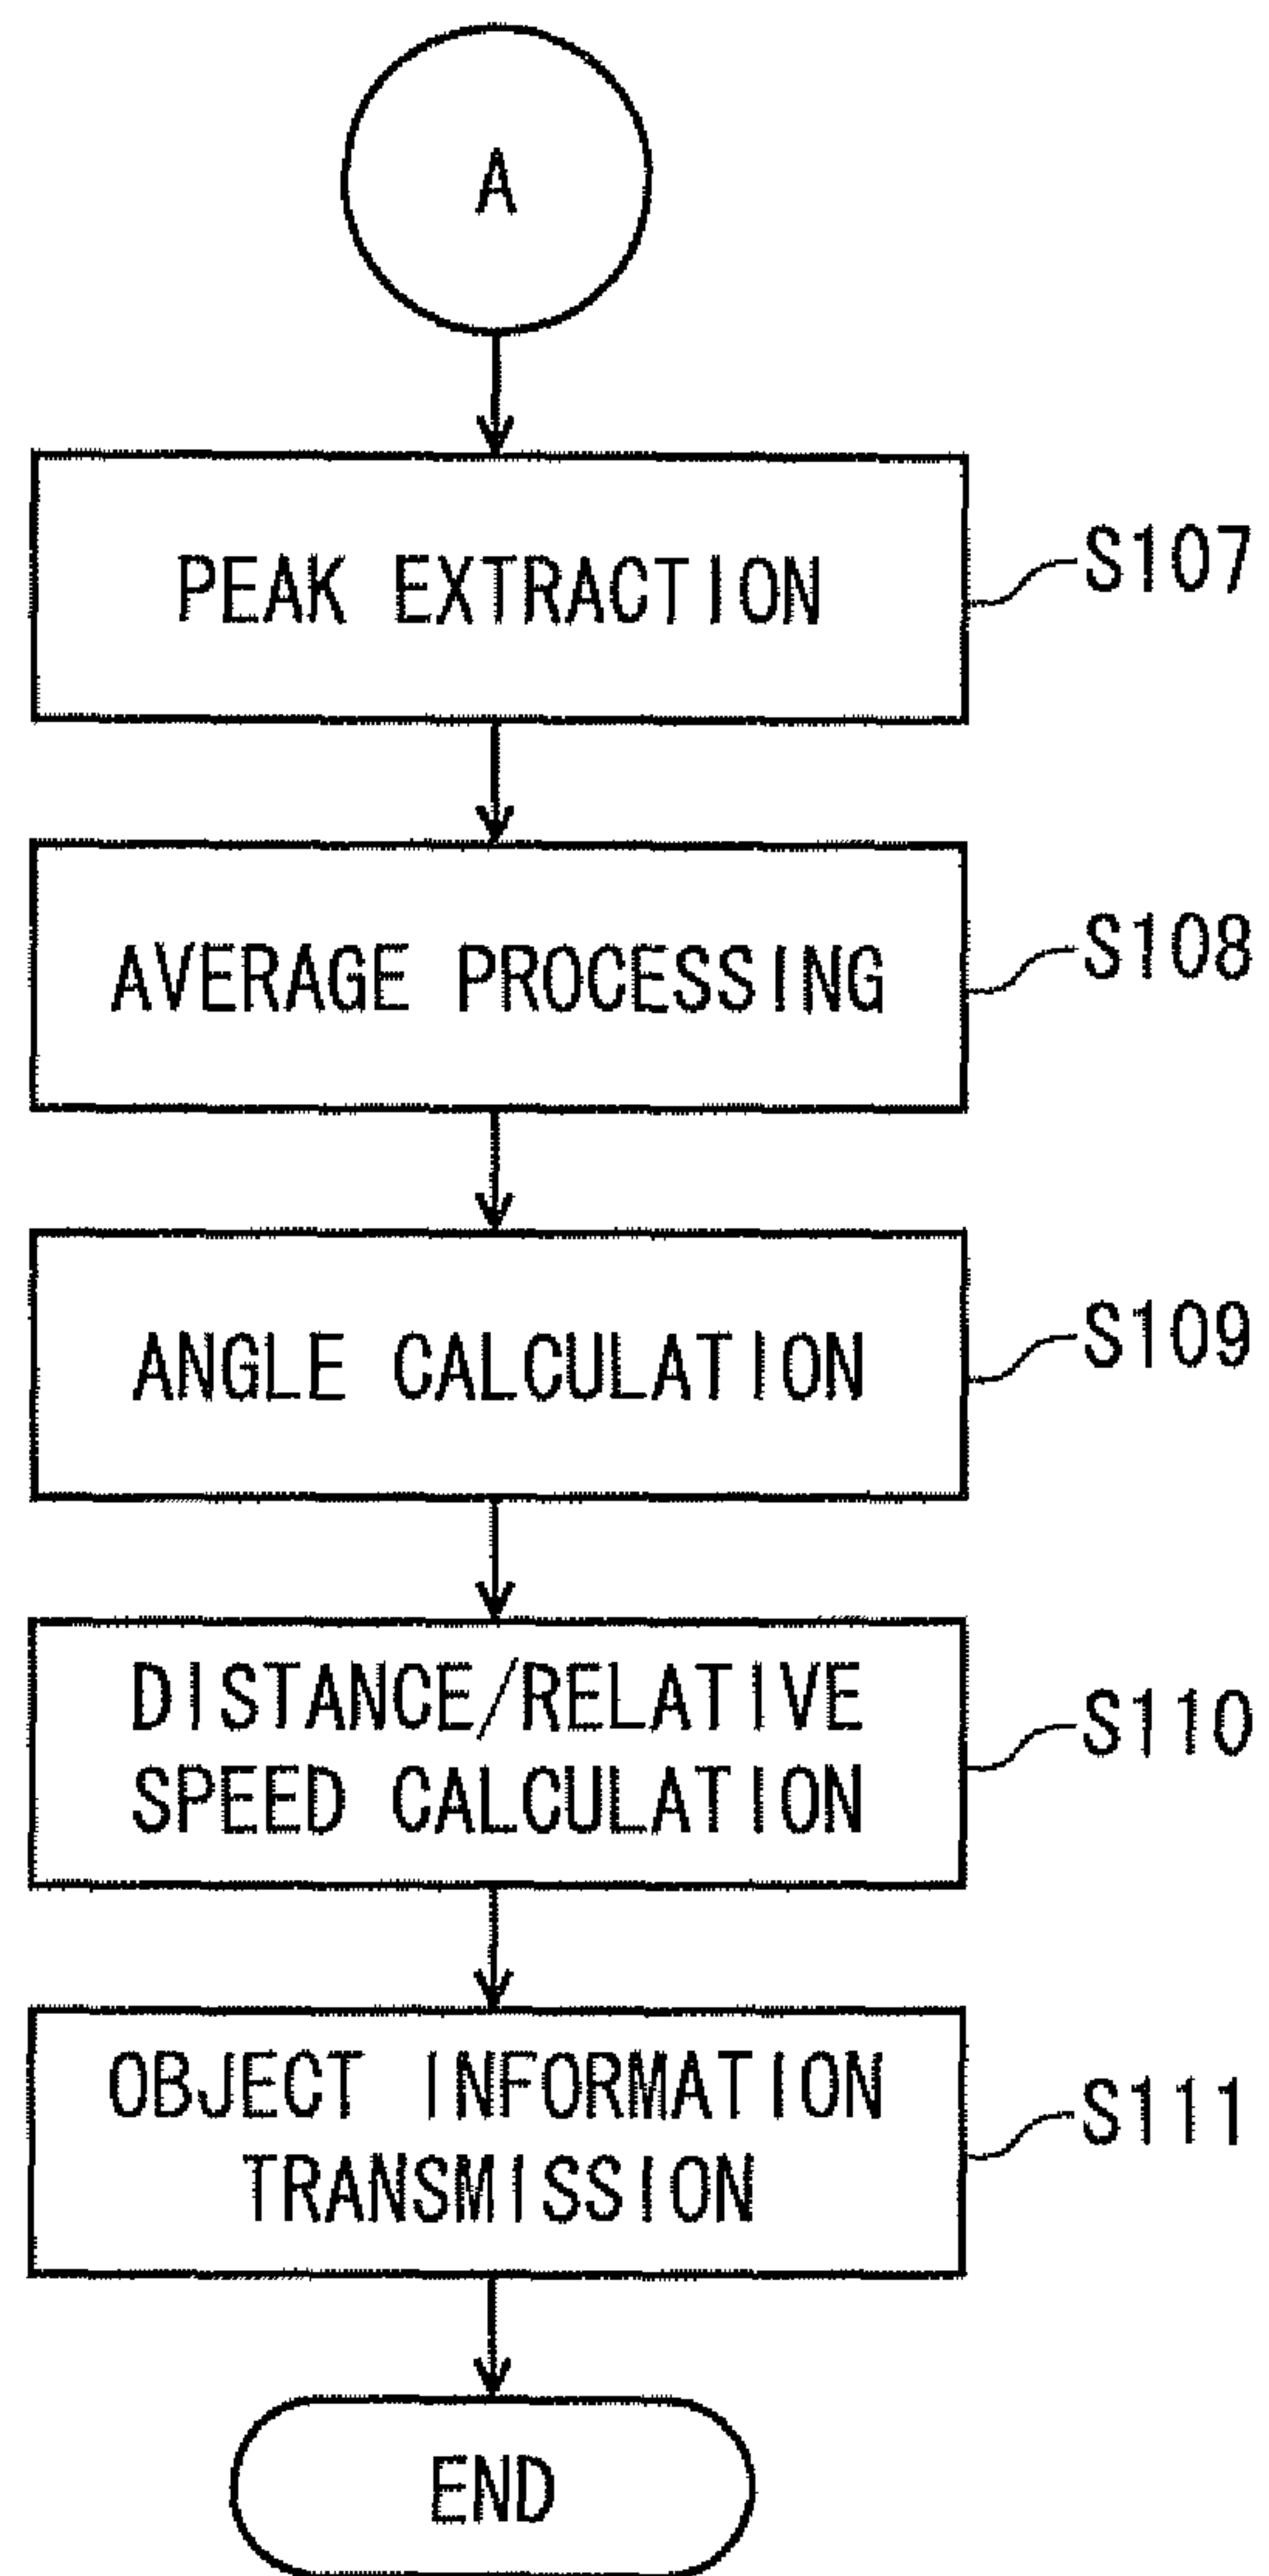 A
PEAK EXTRACTION
S107
AVERAGE PROCESSING
S108
ANGLE CALCULATION
S109
DISTANCE/RELATIVE
SPEED CALCULATION
S110
OBJECT INFORMATION
TRANSMISSION
S111
END